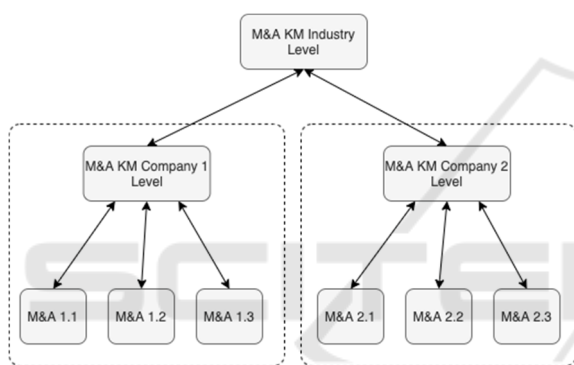 M&A KM Industry
Level
M&A KM Company 1
Level
M&A KM Company 2
Level
M&A 1.1
M&A 1.2
M&A 1.3
M&A 2.1
M&A 2.2
M&A 2.3